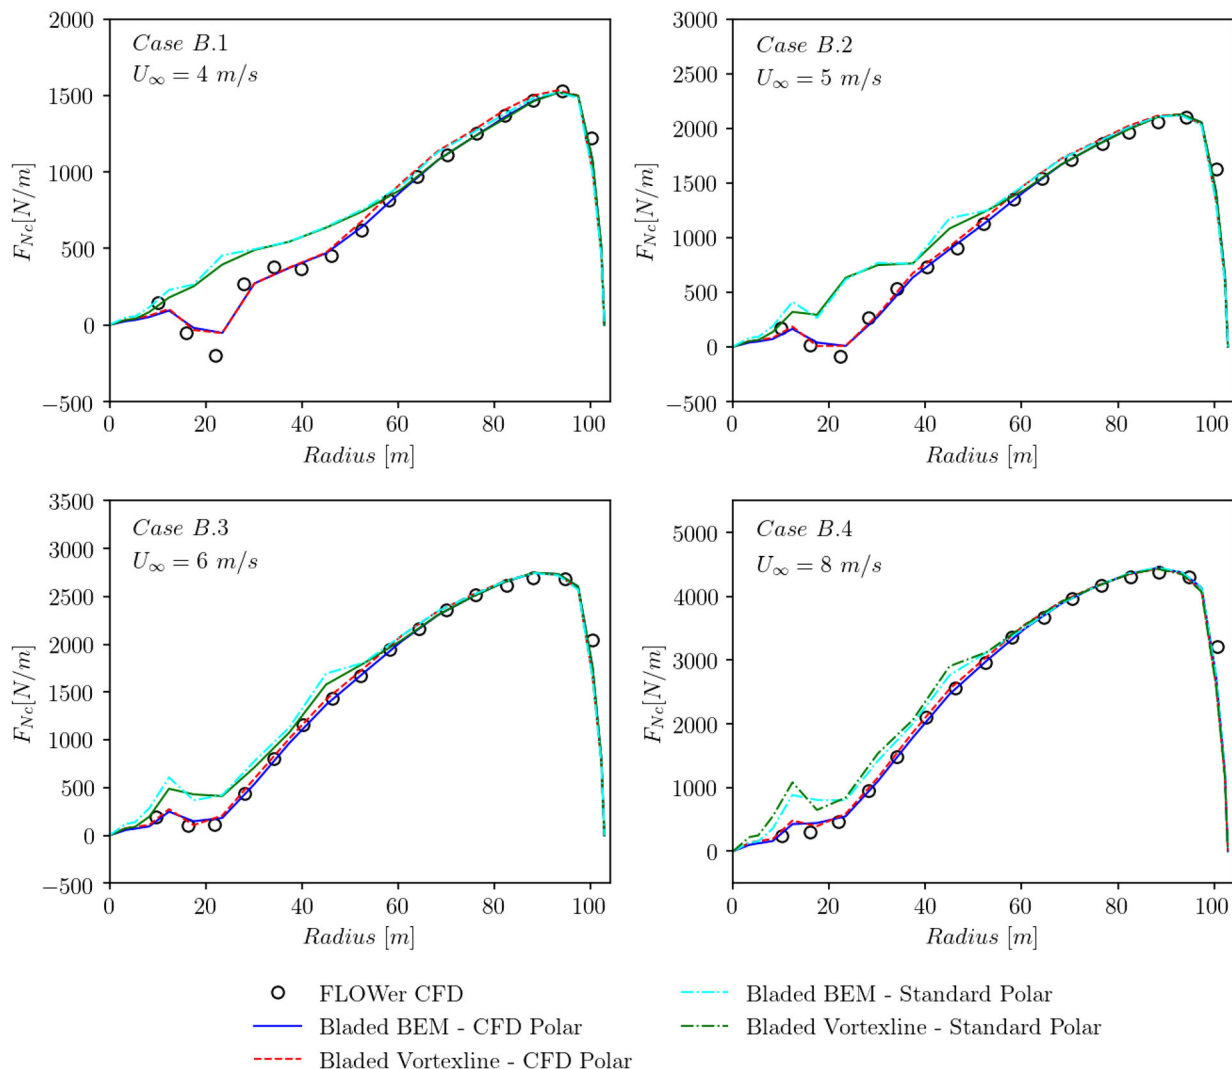 Case B.1
U∞ = 4 m/s
2000
1500
1000
500
0
−500
F_Nc[N/m]
0 20 40 60 80 100
Radius [m]
Case B.2
U∞ = 5 m/s
3000
2500
2000
1500
1000
500
0
−500
F_Nc[N/m]
0 20 40 60 80 100
Radius [m]
Case B.3
U∞ = 6 m/s
3500
3000
2500
2000
1500
1000
500
0
−500
F_Nc[N/m]
0 20 40 60 80 100
Radius [m]
Case B.4
U∞ = 8 m/s
5000
4000
3000
2000
1000
0
F_Nc[N/m]
0 20 40 60 80 100
Radius [m]
FLOWer CFD
Bladed BEM - CFD Polar
Bladed Vortexline - CFD Polar
Bladed BEM - Standard Polar
Bladed Vortexline - Standard Polar